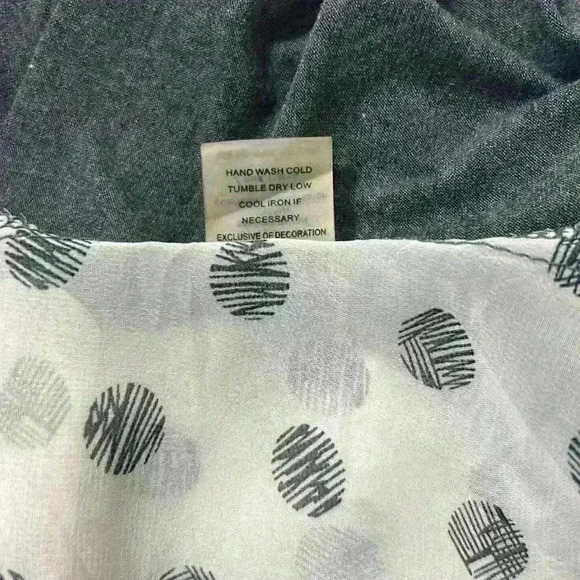 HAND WASH COLD
TUMBLE DRY LOW
COOL IRON IF
NECESSARY
EXCLUSIVE OF DECORATION